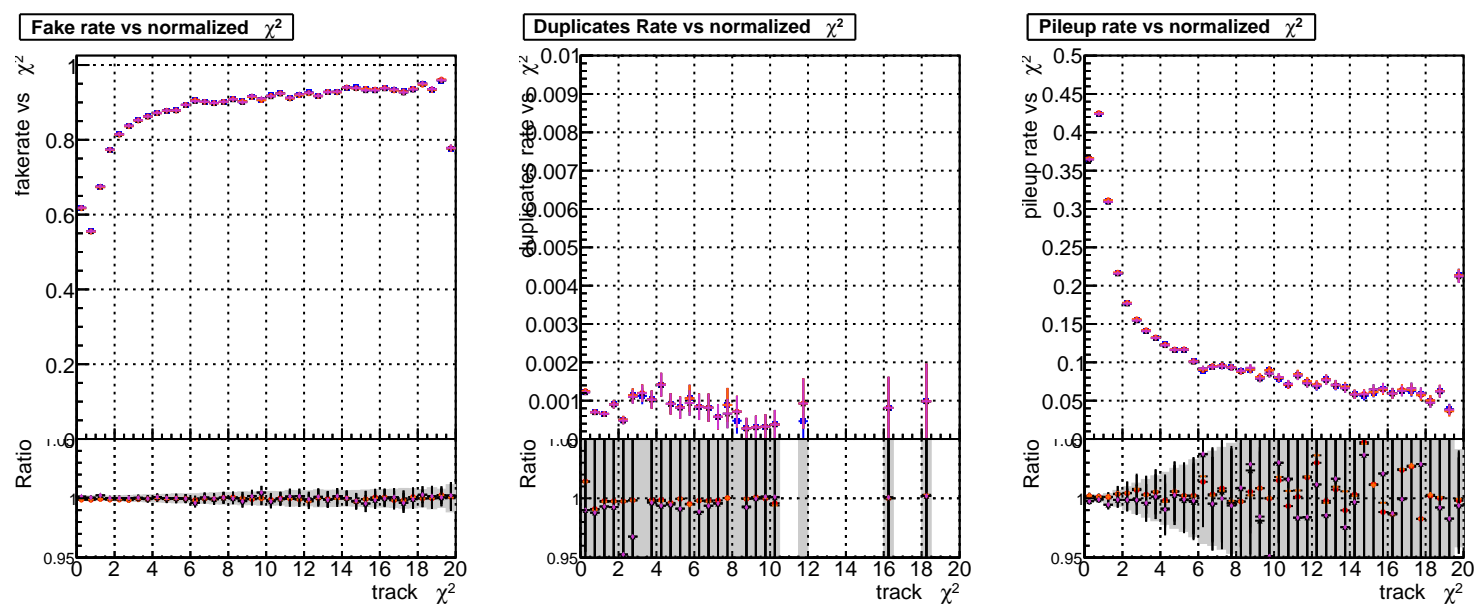 Fake rate vs normalized χ²
fakerate vs χ²
1
0.8
0.6
0.4
0.2
Ratio
1
0.95
0 2 4 6 8 10 12 14 16 18 20
track χ²
Duplicates Rate vs normalized χ²
duplicates rate vs χ²
0.01
0.009
0.008
0.007
0.006
0.005
0.004
0.003
0.002
0.001
Ratio
1
0.95
0 2 4 6 8 10 12 14 16 18 20
track χ²
Pileup rate vs normalized χ²
pileup rate vs χ²
0.5
0.45
0.4
0.35
0.3
0.25
0.2
0.15
0.1
0.05
Ratio
1
0.95
0 2 4 6 8 10 12 14 16 18 20
track χ²